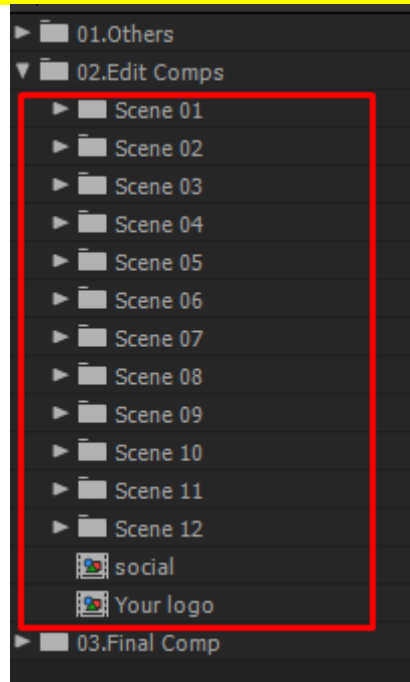 01.Others
02.Edit Comps
Scene 01
Scene 02
Scene 03
Scene 04
Scene 05
Scene 06
Scene 07
Scene 08
Scene 09
Scene 10
Scene 11
Scene 12
social
Your logo
03.Final Comp